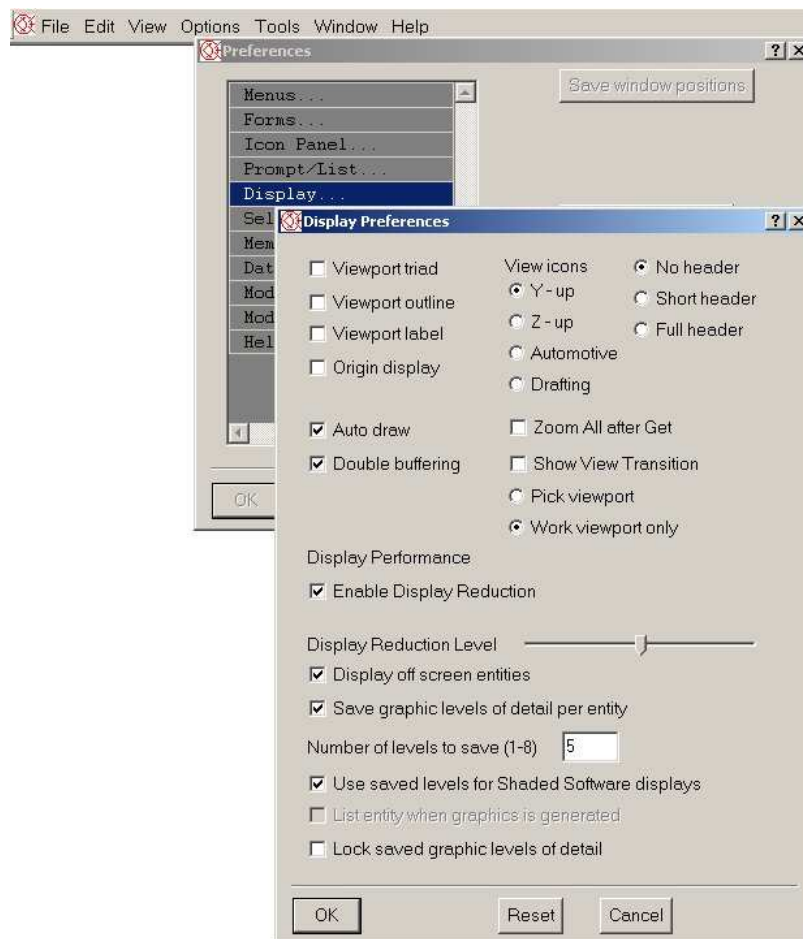 File Edit View Options Tools Window Help
Preferences
Save window positions
Menus...
Forms...
Icon Panel...
Prompt/List...
Display...
Sel
Mem
Dat
Mod
Mod
Hel
OK
Display Preferences
Viewport triad
Viewport outline
Viewport label
Origin display
View icons
Y - up
Z - up
Automotive
Drafting
No header
Short header
Full header
Auto draw
Double buffering
Zoom All after Get
Show View Transition
Pick viewport
Work viewport only
Display Performance
Enable Display Reduction
Display Reduction Level
Display off screen entities
Save graphic levels of detail per entity
Number of levels to save (1-8) 5
Use saved levels for Shaded Software displays
List entity when graphics is generated
Lock saved graphic levels of detail
OK Reset Cancel